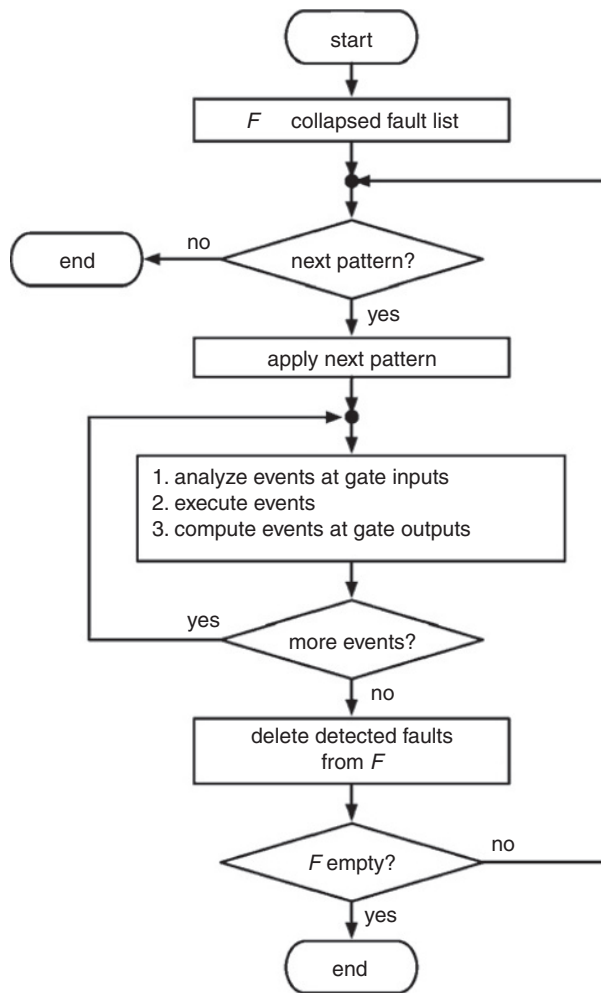 start
F collapsed fault list
next pattern?
no
end
yes
apply next pattern
1. analyze events at gate inputs
2. execute events
3. compute events at gate outputs
yes
more events?
no
delete detected faults
from F
F empty?
no
yes
end